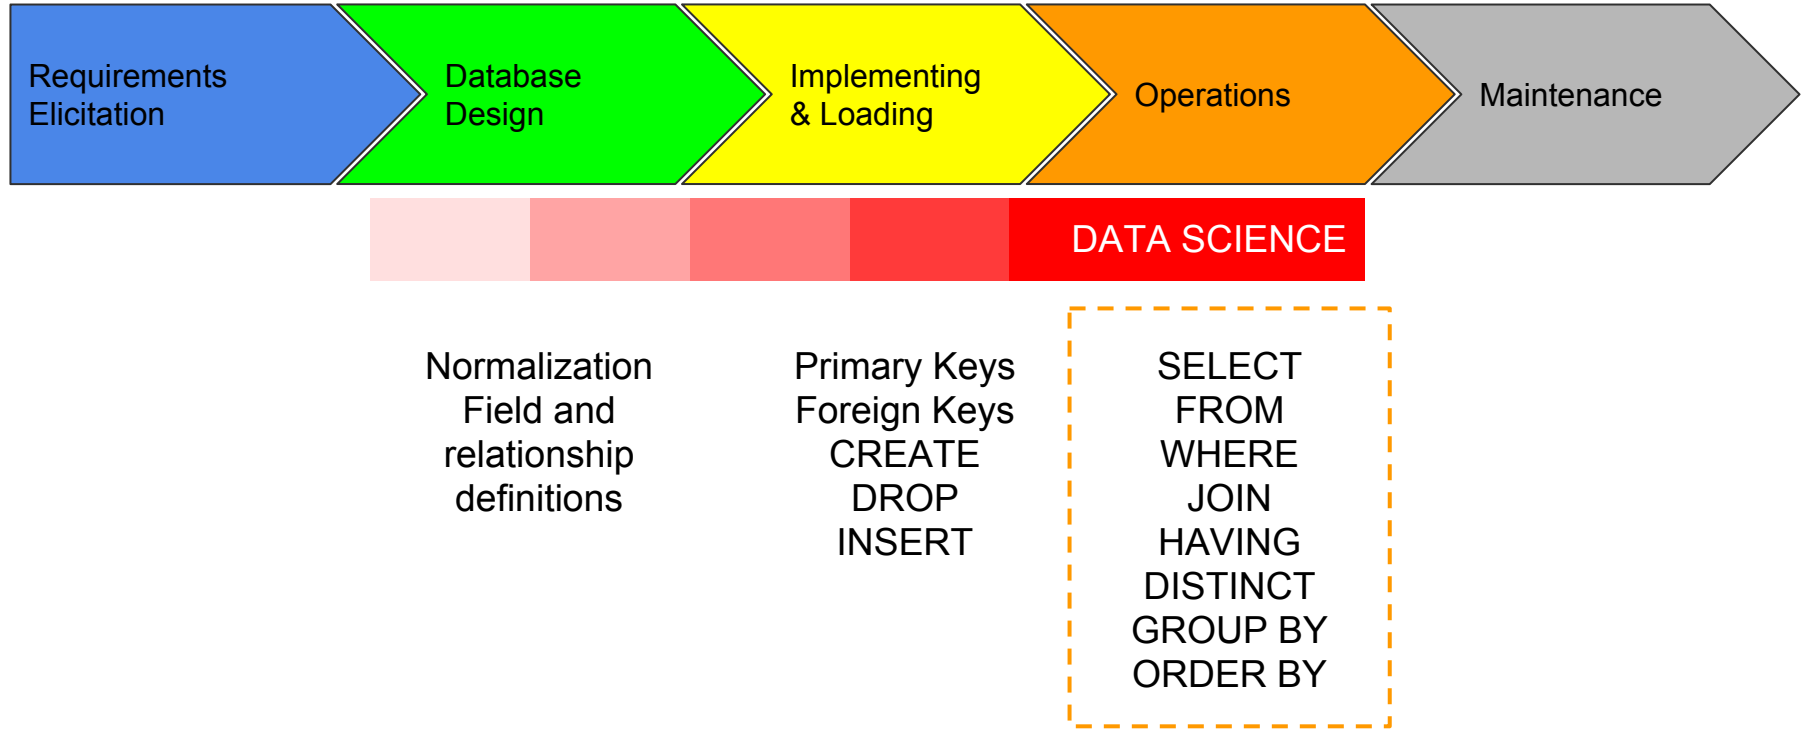 Requirements
Elicitation
Database
Design
Implementing
& Loading
Operations
Maintenance
DATA SCIENCE
Normalization
Field and
relationship
definitions
Primary Keys
Foreign Keys
CREATE
DROP
INSERT
SELECT
FROM
WHERE
JOIN
HAVING
DISTINCT
GROUP BY
ORDER BY